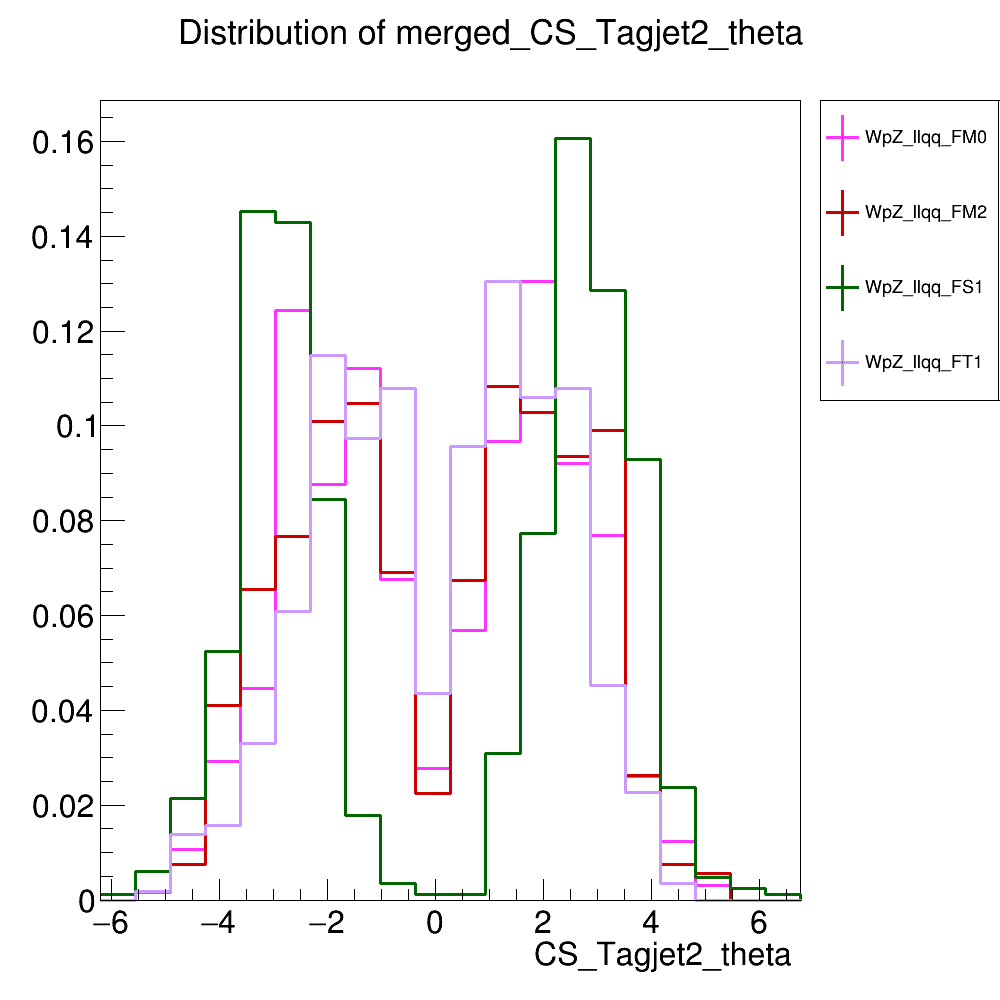 Distribution of merged_CS_Tagjet2_theta
WpZ_llqq_FM0
WpZ_llqq_FM2
WpZ_llqq_FS1
WpZ_llqq_FT1
0.16
0.14
0.12
0.1
0.08
0.06
0.04
0.02
0
−6 −4 −2 0 2 4 6
CS_Tagjet2_theta